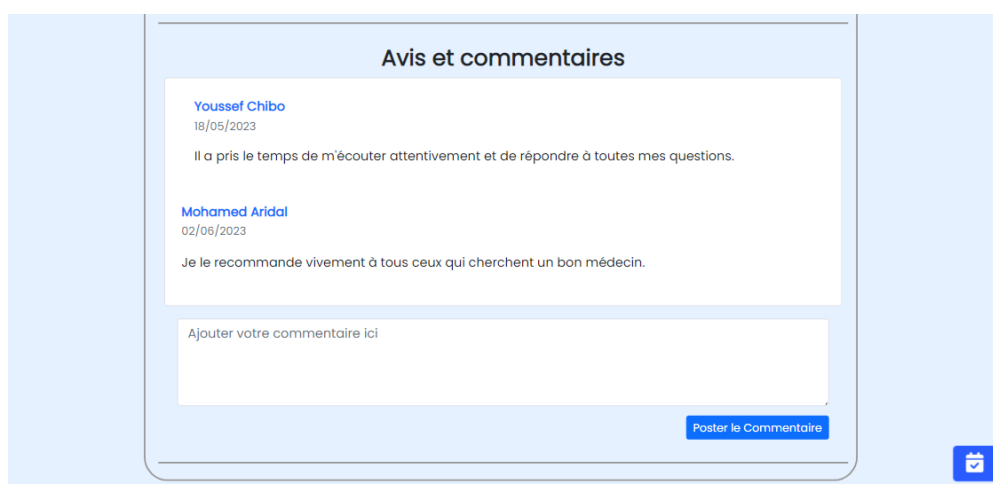 Avis et commentaires
Youssef Chibo
18/05/2023
Il a pris le temps de m'écouter attentivement et de répondre à toutes mes questions.
Mohamed Aridal
02/06/2023
Je le recommande vivement à tous ceux qui cherchent un bon médecin.
Ajouter votre commentaire ici
Poster le Commentaire